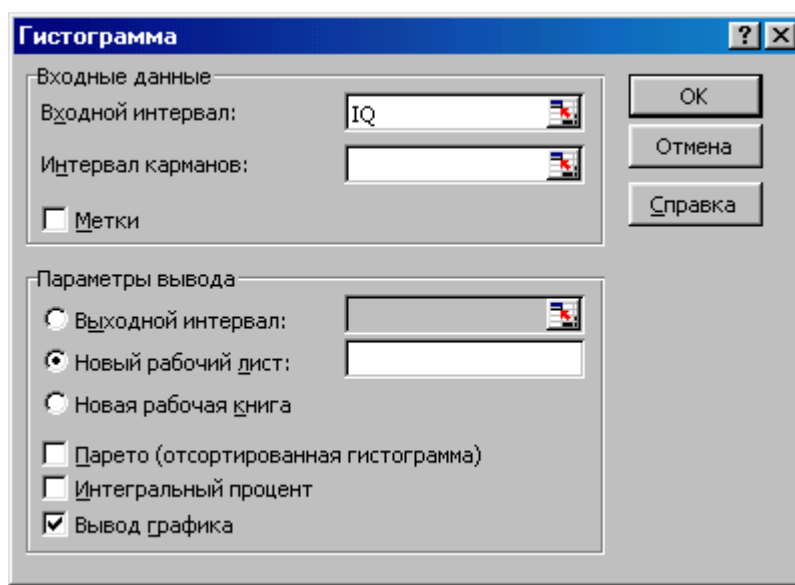 Гистограмма
Входные данные
Входной интервал: IQ
Интервал карманов:
Метки
OK
Отмена
Справка
Параметры вывода
Выходной интервал:
Новый рабочий лист:
Новая рабочая книга
Парето (отсортированная гистограмма)
Интегральный процент
Вывод графика